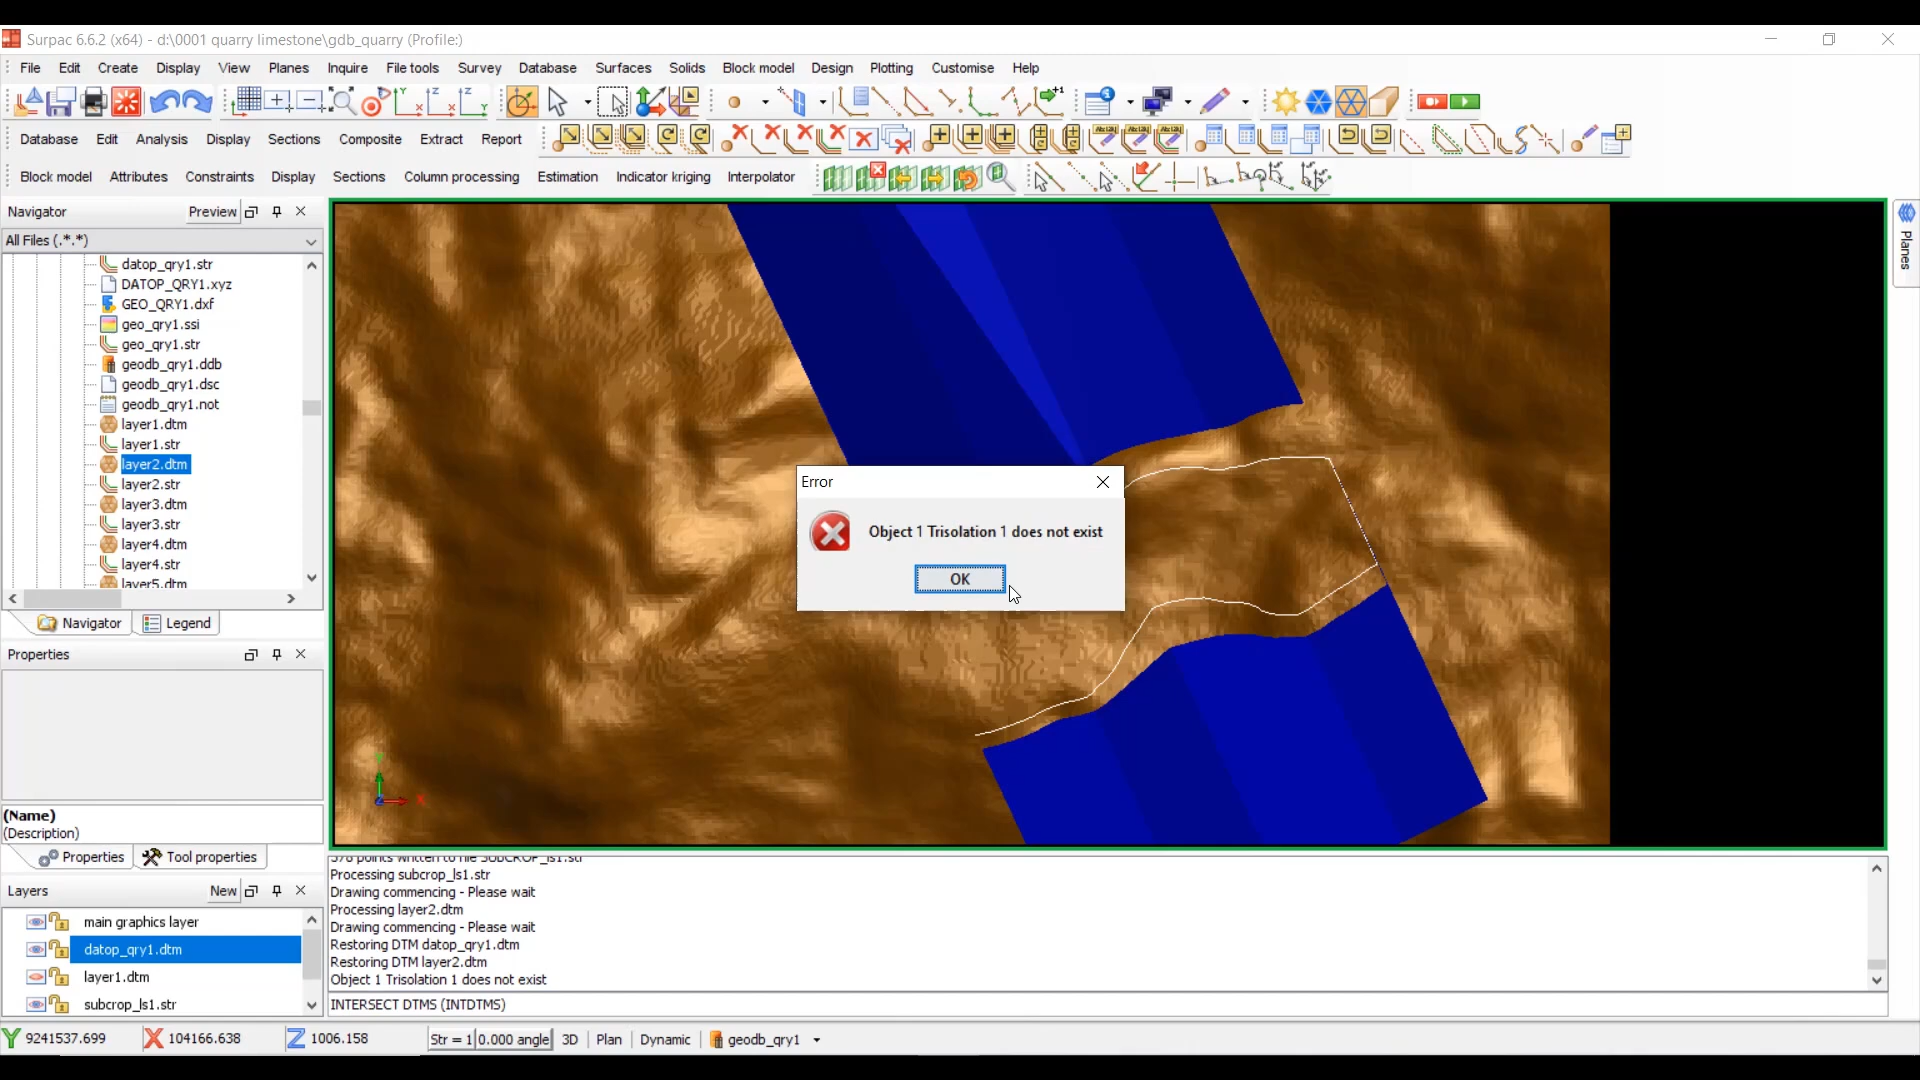 Surpac 6.6.2 (x64) - d:\0001 quarry limestone\gdb_quarry (Profile:)
File Edit Create Display View Planes Inquire File tools Survey Database Surfaces Solids Block model Design Plotting Customise Help
Database Edit Analysis Display Sections Composite Extract Report
Block model Attributes Constraints Display Sections Column processing Estimation Indicator kriging Interpolator
Navigator Preview
All Files (.*.*)
datop_qry1.str
DATOP_QRY1.xyz
GEO_QRY1.dxf
geo_qry1.ssi
geo_qry1.str
geodb_qry1.ddb
geodb_qry1.dsc
geodb_qry1.not
layer1.dtm
layer1.str
layer2.dtm
layer2.str
layer3.dtm
layer3.str
layer4.dtm
layer4.str
layer5.dtm
Navigator Legend
Properties
(Name)
(Description)
Properties Tool properties
Layers New
main graphics layer
datop_qry1.dtm
layer1.dtm
subcrop_ls1.str
Planes
Error
Object 1 Trisolation 1 does not exist
OK
points written to file SUBCROP_ls1.str
Processing subcrop_ls1.str
Drawing commencing - Please wait
Processing layer2.dtm
Drawing commencing - Please wait
Restoring DTM datop_qry1.dtm
Restoring DTM layer2.dtm
Object 1 Trisolation 1 does not exist
INTERSECT DTMS (INTDTMS)
Y 9241537.699 X 104166.638 Z 1006.158 Str = 1 0.000 angle 3D Plan Dynamic geodb_qry1